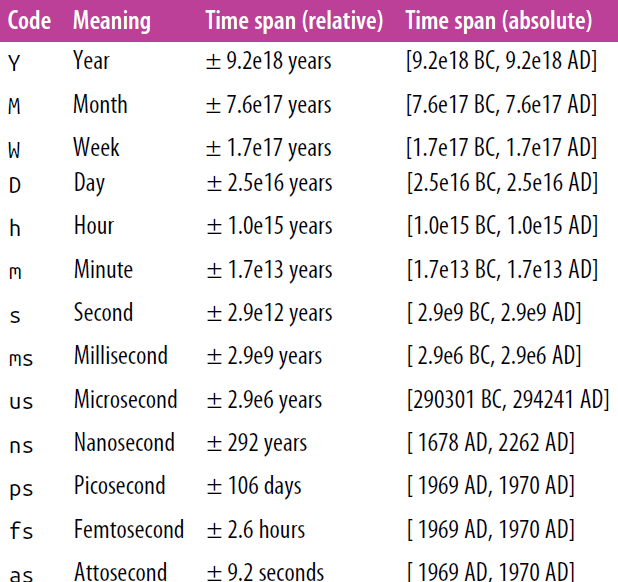 Code Meaning Time span (relative) Time span (absolute)
Y Year ± 9.2e18 years [9.2e18 BC, 9.2e18 AD]
M Month ± 7.6e17 years [7.6e17 BC, 7.6e17 AD]
W Week ± 1.7e17 years [1.7e17 BC, 1.7e17 AD]
D Day ± 2.5e16 years [2.5e16 BC, 2.5e16 AD]
h Hour ± 1.0e15 years [1.0e15 BC, 1.0e15 AD]
m Minute ± 1.7e13 years [1.7e13 BC, 1.7e13 AD]
s Second ± 2.9e12 years [ 2.9e9 BC, 2.9e9 AD]
ms Millisecond ± 2.9e9 years [ 2.9e6 BC, 2.9e6 AD]
us Microsecond ± 2.9e6 years [290301 BC, 294241 AD]
ns Nanosecond ± 292 years [ 1678 AD, 2262 AD]
ps Picosecond ± 106 days [ 1969 AD, 1970 AD]
fs Femtosecond ± 2.6 hours [ 1969 AD, 1970 AD]
as Attosecond ± 9.2 seconds [ 1969 AD, 1970 AD]